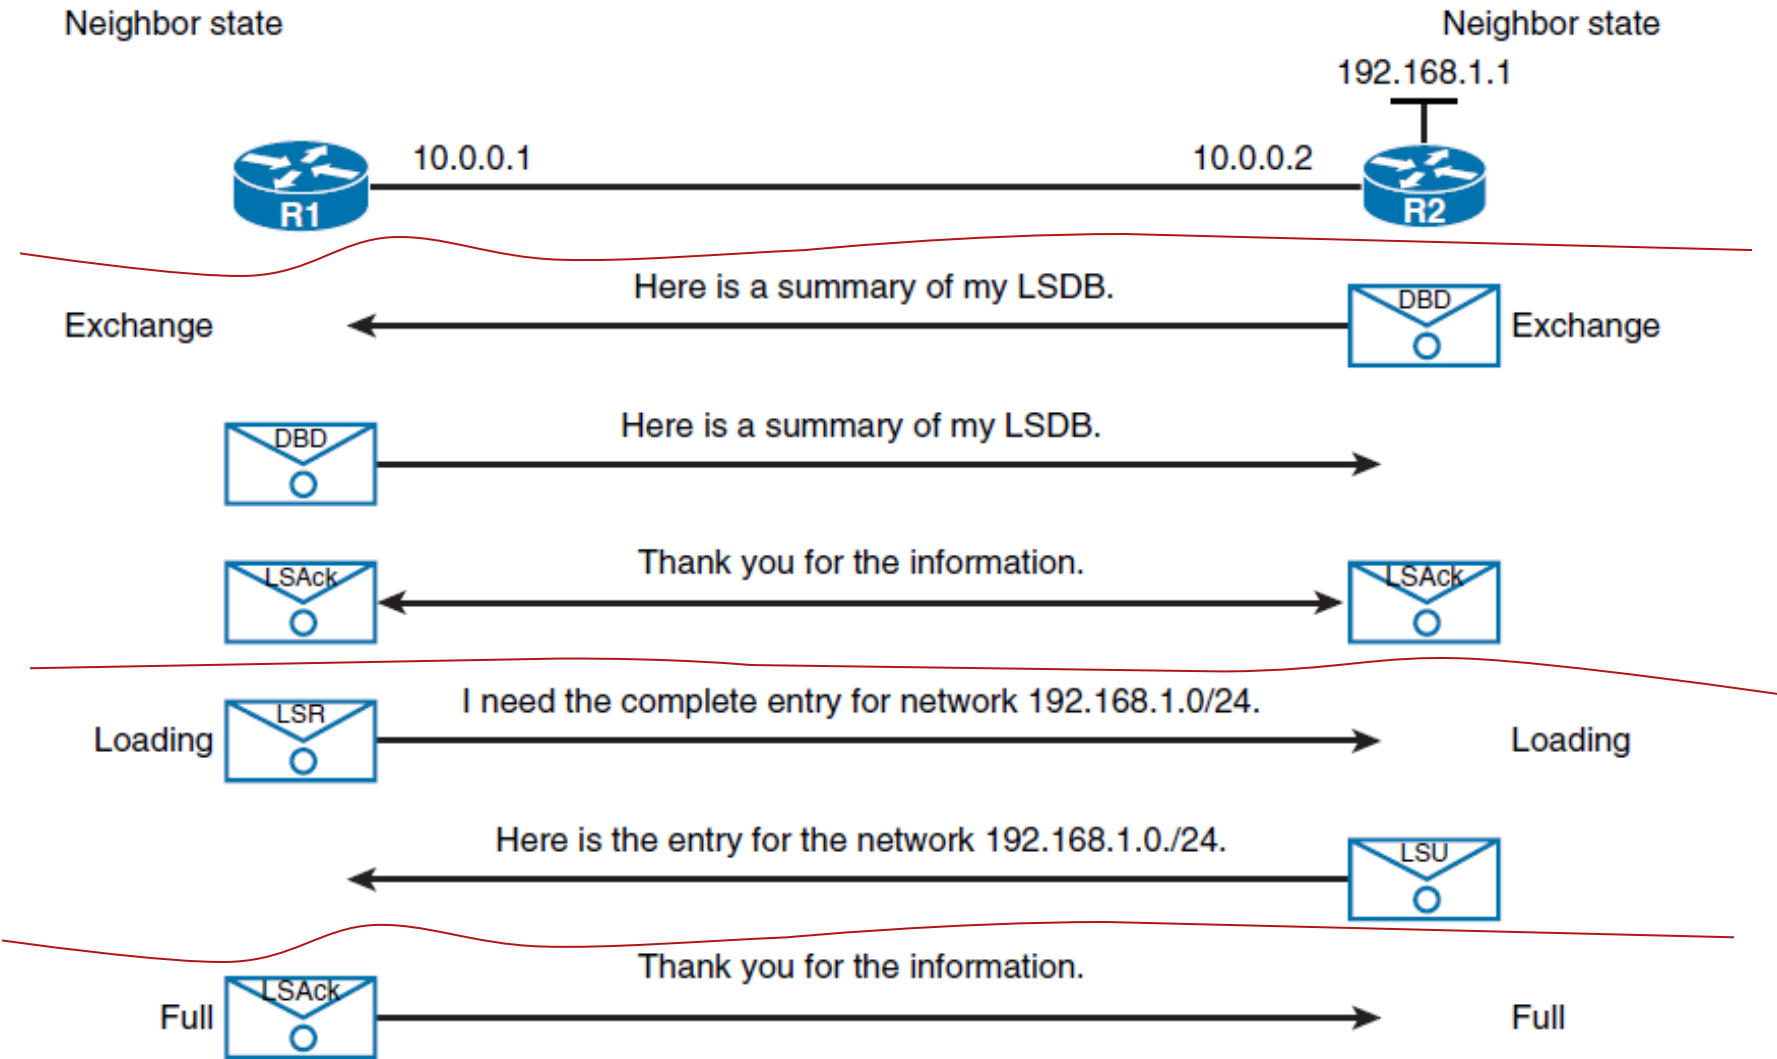 Neighbor state
Neighbor state
192.168.1.1
10.0.0.1
10.0.0.2
R1
R2
Here is a summary of my LSDB.
DBD
Exchange
Exchange
Here is a summary of my LSDB.
DBD
Thank you for the information.
LSAck
LSAck
I need the complete entry for network 192.168.1.0/24.
LSR
Loading
Loading
Here is the entry for the network 192.168.1.0./24.
LSU
Thank you for the information.
LSAck
Full
Full